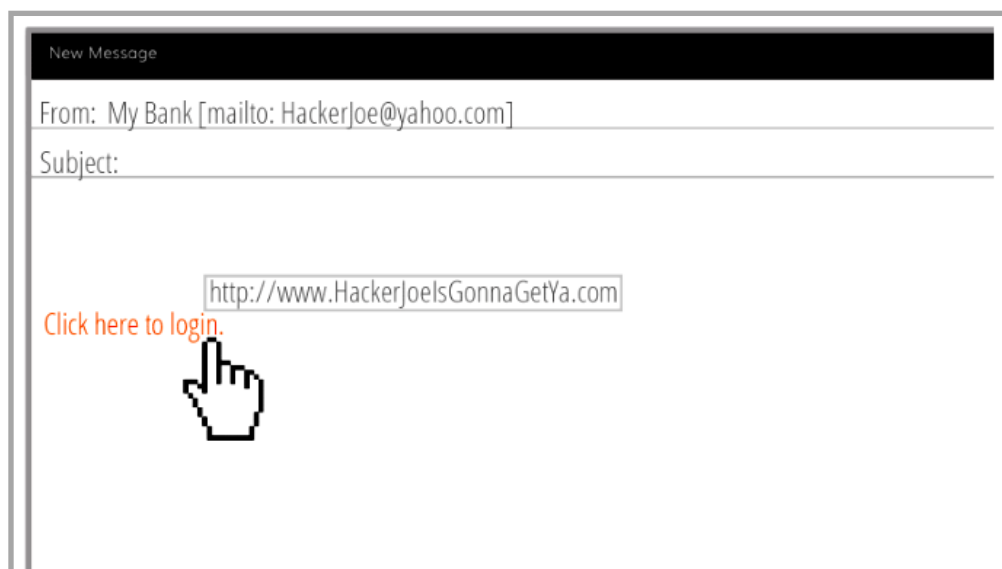 New Message
From: My Bank [mailto: HackerJoe@yahoo.com]
Subject:
http://www.HackerJoeIsGonnaGetYa.com
Click here to login.